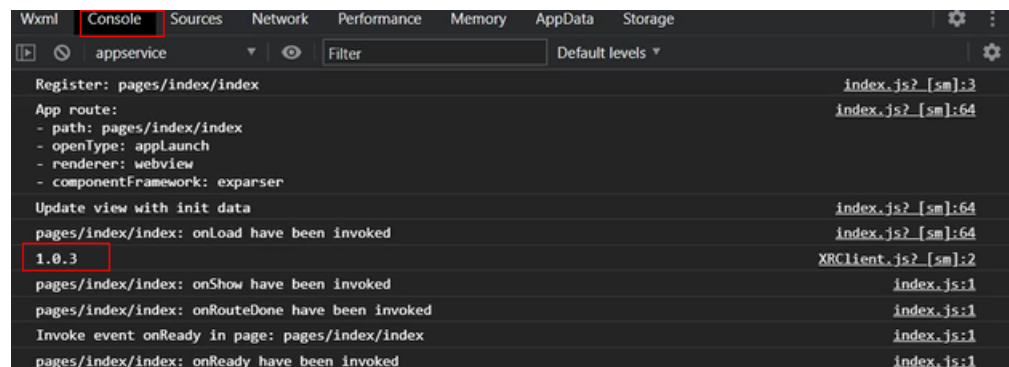 Wxml Console Sources Network Performance Memory AppData Storage
appservice Filter Default levels
Register: pages/index/index index.js? [sm]:3
App route: index.js? [sm]:64
- path: pages/index/index
- openType: appLaunch
- renderer: webview
- componentFramework: exparser
Update view with init data index.js? [sm]:64
pages/index/index: onLoad have been invoked index.js? [sm]:64
1.0.3 XRClient.js? [sm]:2
pages/index/index: onShow have been invoked index.js:1
pages/index/index: onRouteDone have been invoked index.js:1
Invoke event onReady in page: pages/index/index index.js:1
pages/index/index: onReady have been invoked index.js:1